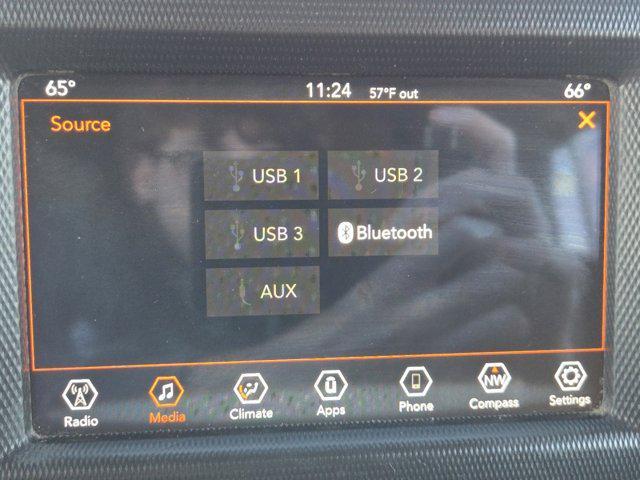 65° 11:24 57°F out 66°
Source X
USB 1 USB 2
USB 3 Bluetooth
AUX
NW
Radio Media Climate Apps Phone Compass Settings